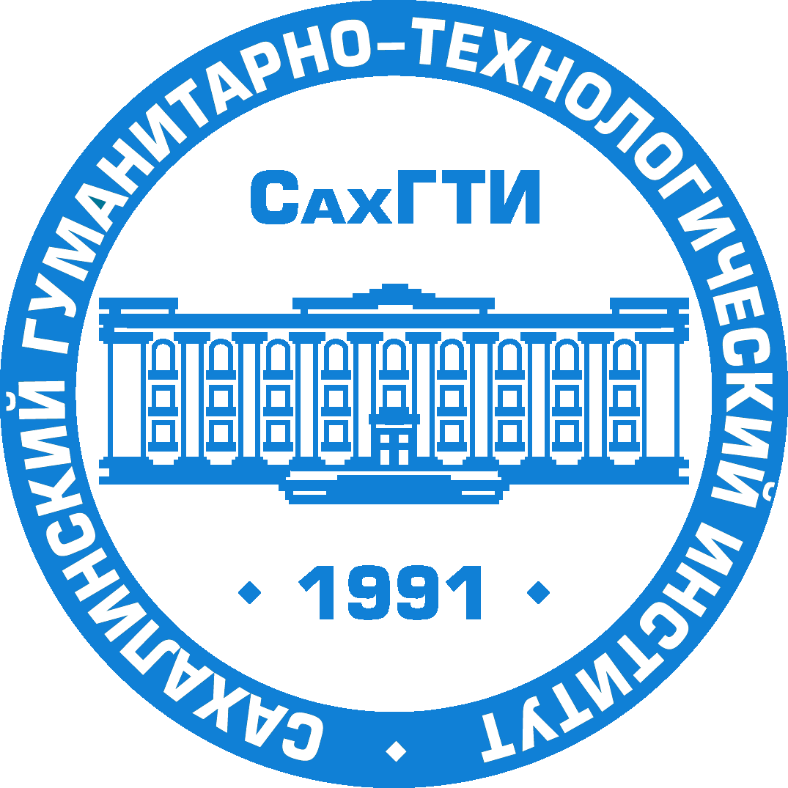 САХАЛИНСКИЙ ГУМАНИТАРНО-ТЕХНОЛОГИЧЕСКИЙ ИНСТИТУТ
СахГТИ
1991